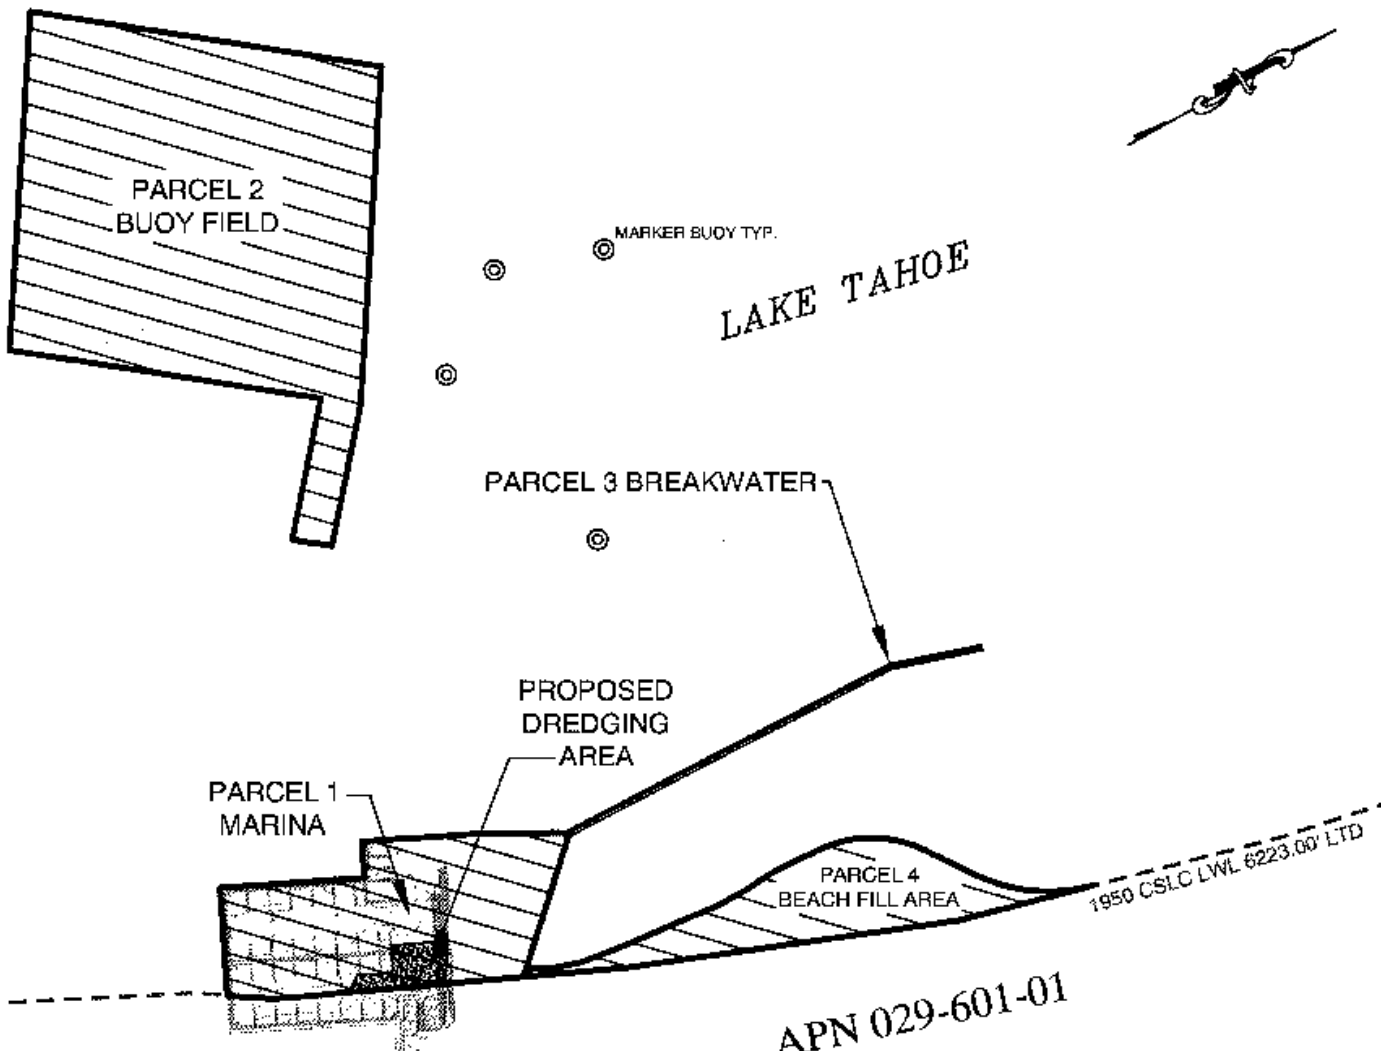 PARCEL 2
BUOY FIELD
MARKER BUOY TYP.
LAKE TAHOE
PARCEL 3 BREAKWATER
PROPOSED
DREDGING
AREA
PARCEL 1
MARINA
PARCEL 4
BEACH FILL AREA
1950 CSLC LWL 6223.00' LTD
APN 029-601-01